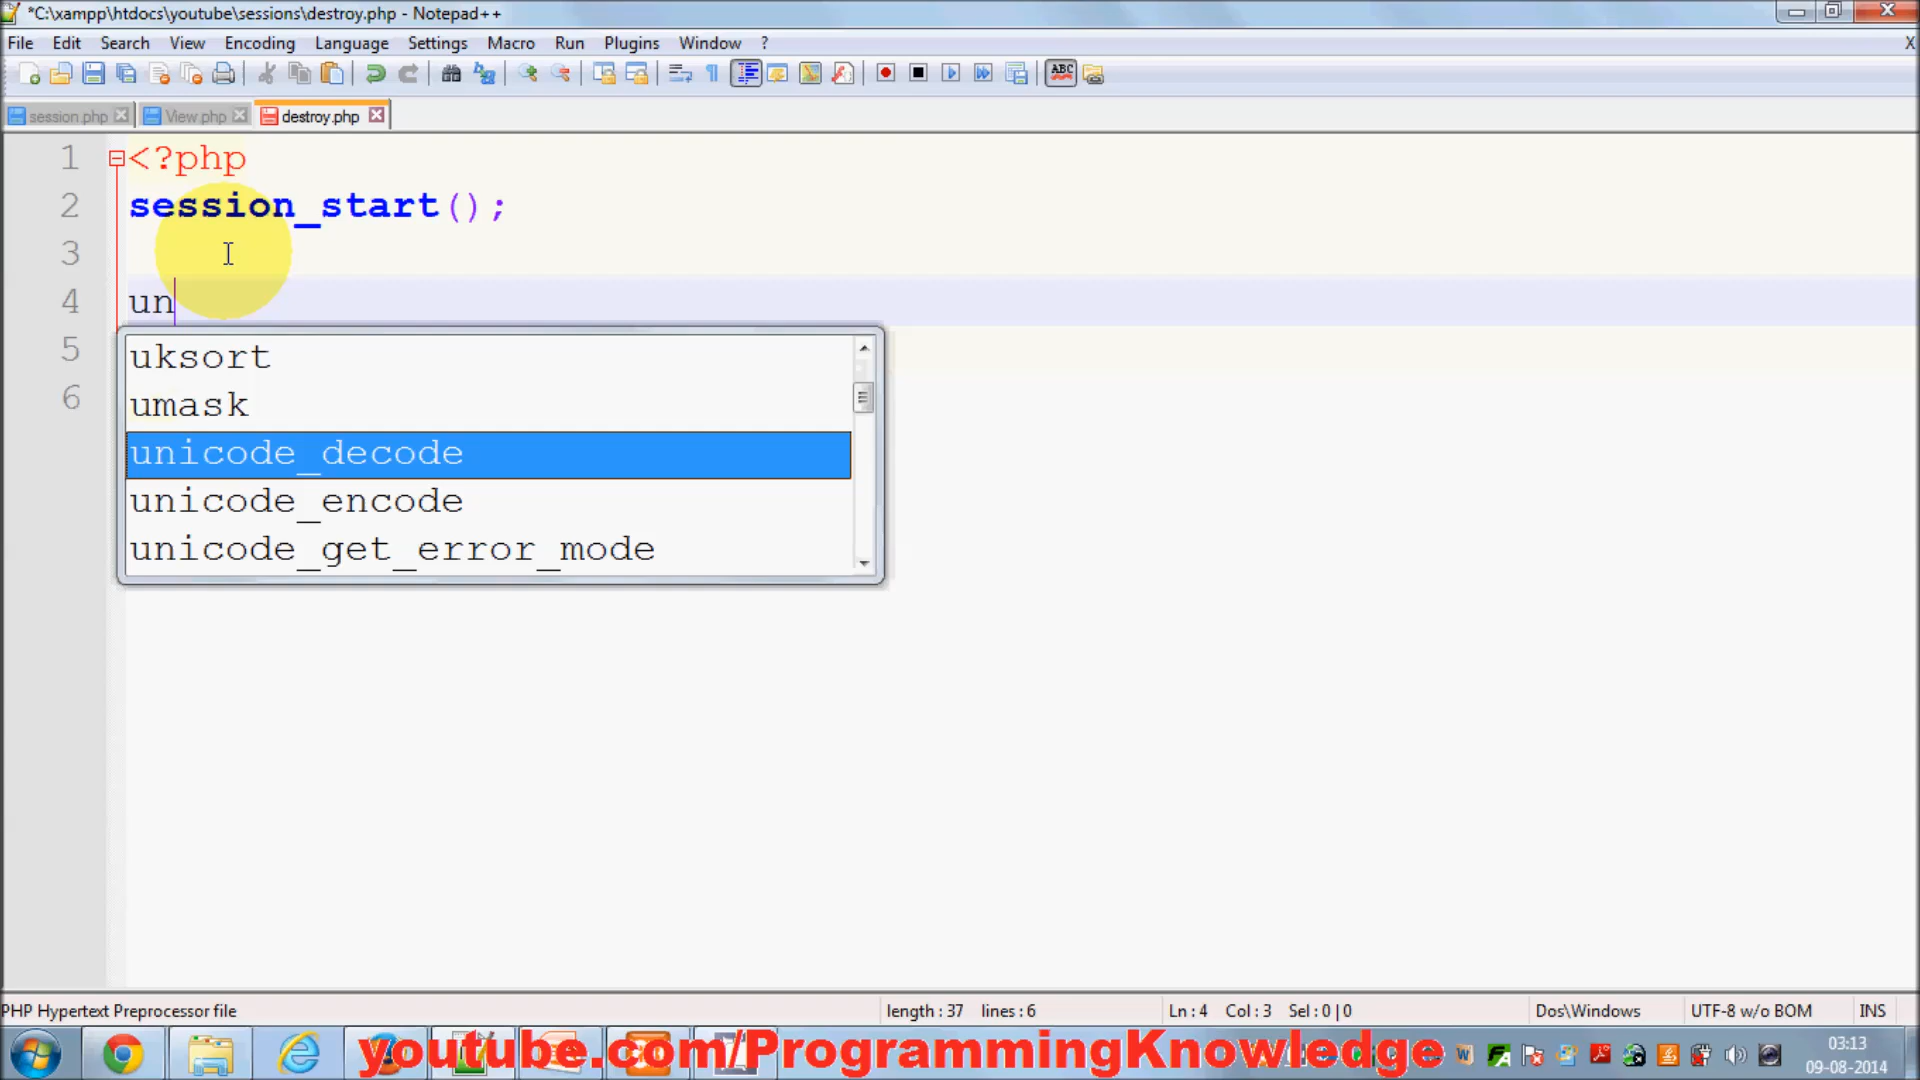 *C:\xampp\htdocs\youtube\sessions\destroy.php - Notepad++
File Edit Search View Encoding Language Settings Macro Run Plugins Window ? X
session.php View.php destroy.php
1 <?php
2 session_start();
3
4 un
5
6
uksort
umask
unicode_decode
unicode_encode
unicode_get_error_mode
PHP Hypertext Preprocessor file length : 37 lines : 6 Ln : 4 Col : 3 Sel : 0 | 0 Dos\Windows UTF-8 w/o BOM INS
youtube.com/ProgrammingKnowledge
03:13
09-08-2014